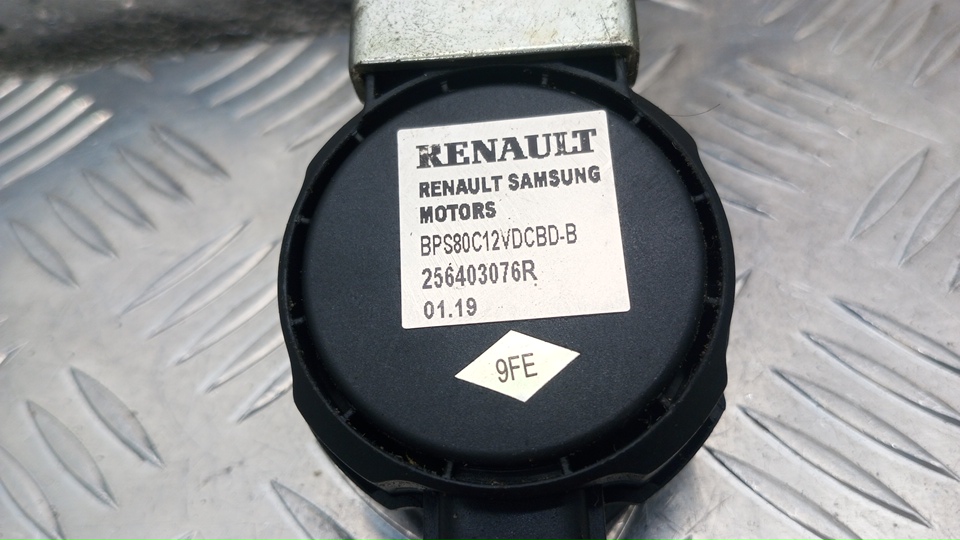 RENAULT
RENAULT SAMSUNG
MOTORS
BPS80C12VDCBD-B
256403076R
01.19
9FE